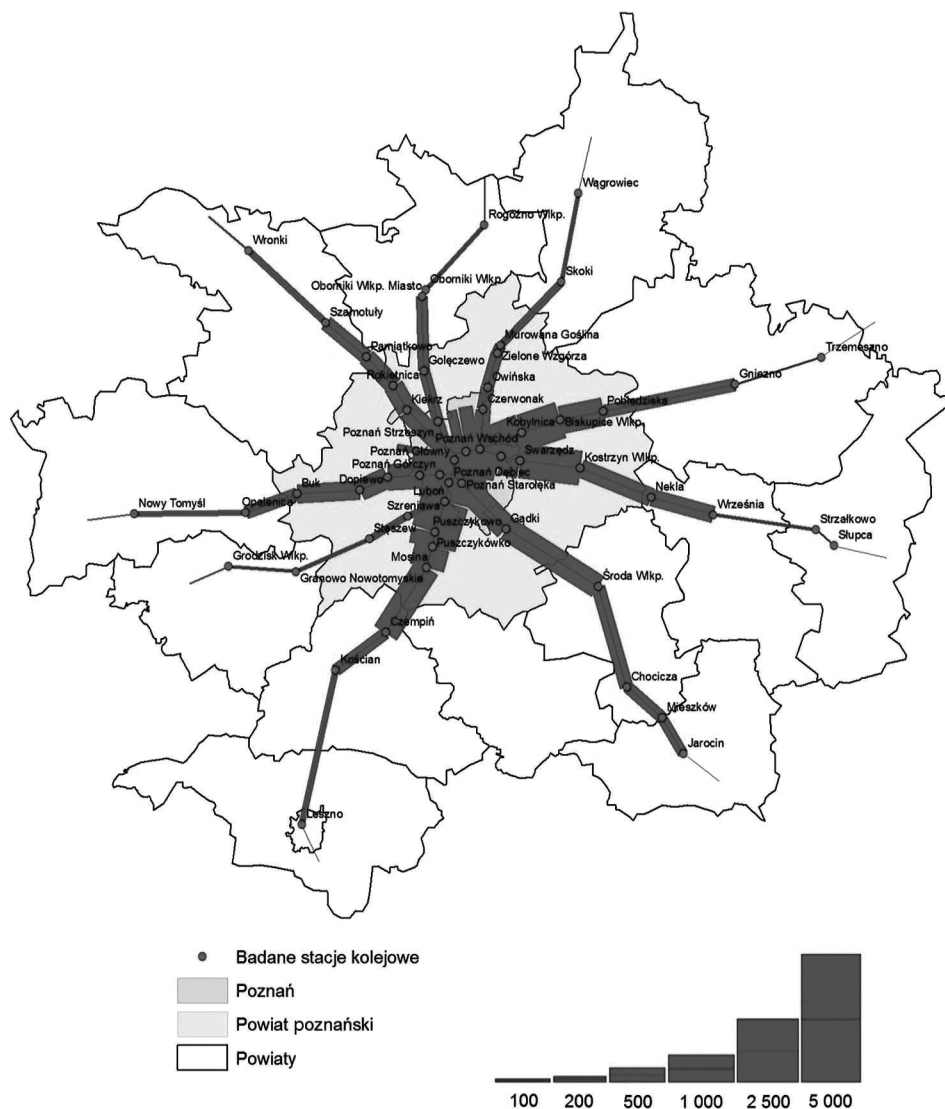 Wągrowiec
Rogoźno Wlkp.
Wronki
Skoki
Oborniki Wlkp.
Oborniki Wlkp. Miasto
Szamotuły
Murowana Goślina
Trzemeszno
Pamiątkowo
Zielone Wzgórza
Golęczewo
Gniezno
Rokietnica
Owińska
Pobiedziska
Kiekrz
Czerwonak
Kobylnica
Biskupice Wlkp.
Poznań Strzeszyn
Poznań Wschód
Poznań Główny
Swarzędz
Kostrzyn Wlkp.
Poznań Górczyn
Poznań Dębiec
Dopiewo
Poznań Starołęka
Buk
Luboń
Nekla
Nowy Tomyśl
Opalenica
Szreniawa
Września
Puszczykowo
Gądki
Strzałkowo
Stęszew
Słupca
Puszczykówko
Grodzisk Wlkp.
Mosina
Granowo Nowotomyskie
Środa Wlkp.
Czempiń
Kościan
Chocicza
Mieszków
Jarocin
Leszno
Badane stacje kolejowe
Poznań
Powiat poznański
Powiaty
100 200 500 1 000 2 500 5 000